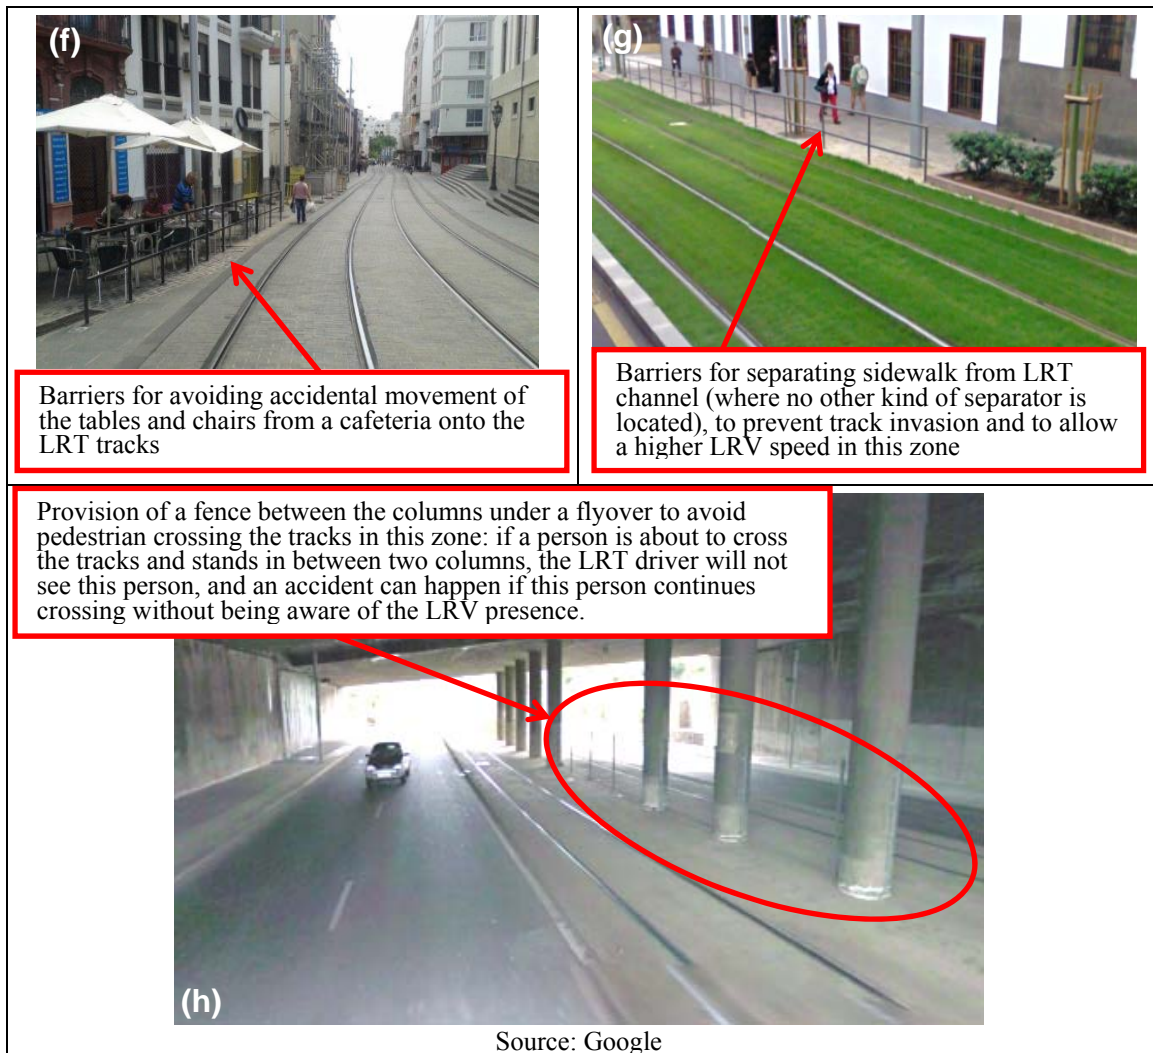 (f)
(g)
Barriers for avoiding accidental movement of
the tables and chairs from a cafeteria onto the
LRT tracks
Barriers for separating sidewalk from LRT
channel (where no other kind of separator is
located), to prevent track invasion and to allow
a higher LRV speed in this zone
Provision of a fence between the columns under a flyover to avoid
pedestrian crossing the tracks in this zone: if a person is about to cross
the tracks and stands in between two columns, the LRT driver will not
see this person, and an accident can happen if this person continues
crossing without being aware of the LRV presence.
(h)
Source: Google